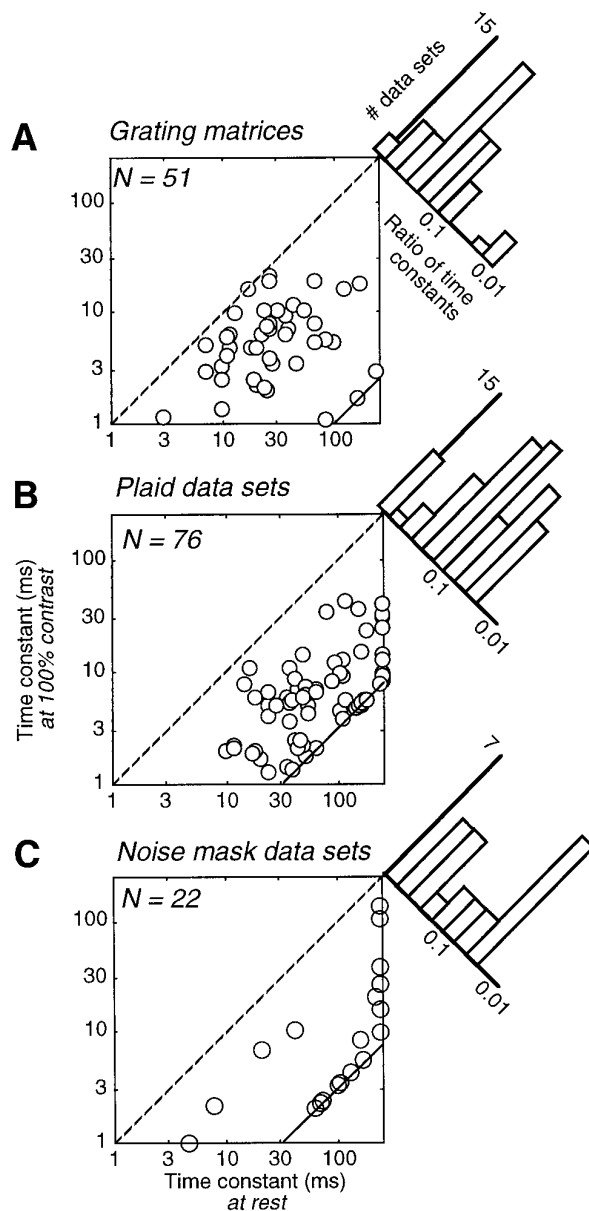 15
# data sets
A
Grating matrices
N = 51
100
30
10
3
1
1
3
10
30
100
0.1
0.01
Ratio of time
constants
15
B
Plaid data sets
N = 76
Time constant (ms)
at 100% contrast
100
30
10
3
1
1
3
10
30
100
0.1
0.01
7
C
Noise mask data sets
N = 22
100
30
10
3
1
1
3
10
30
100
0.1
0.01
Time constant (ms)
at rest